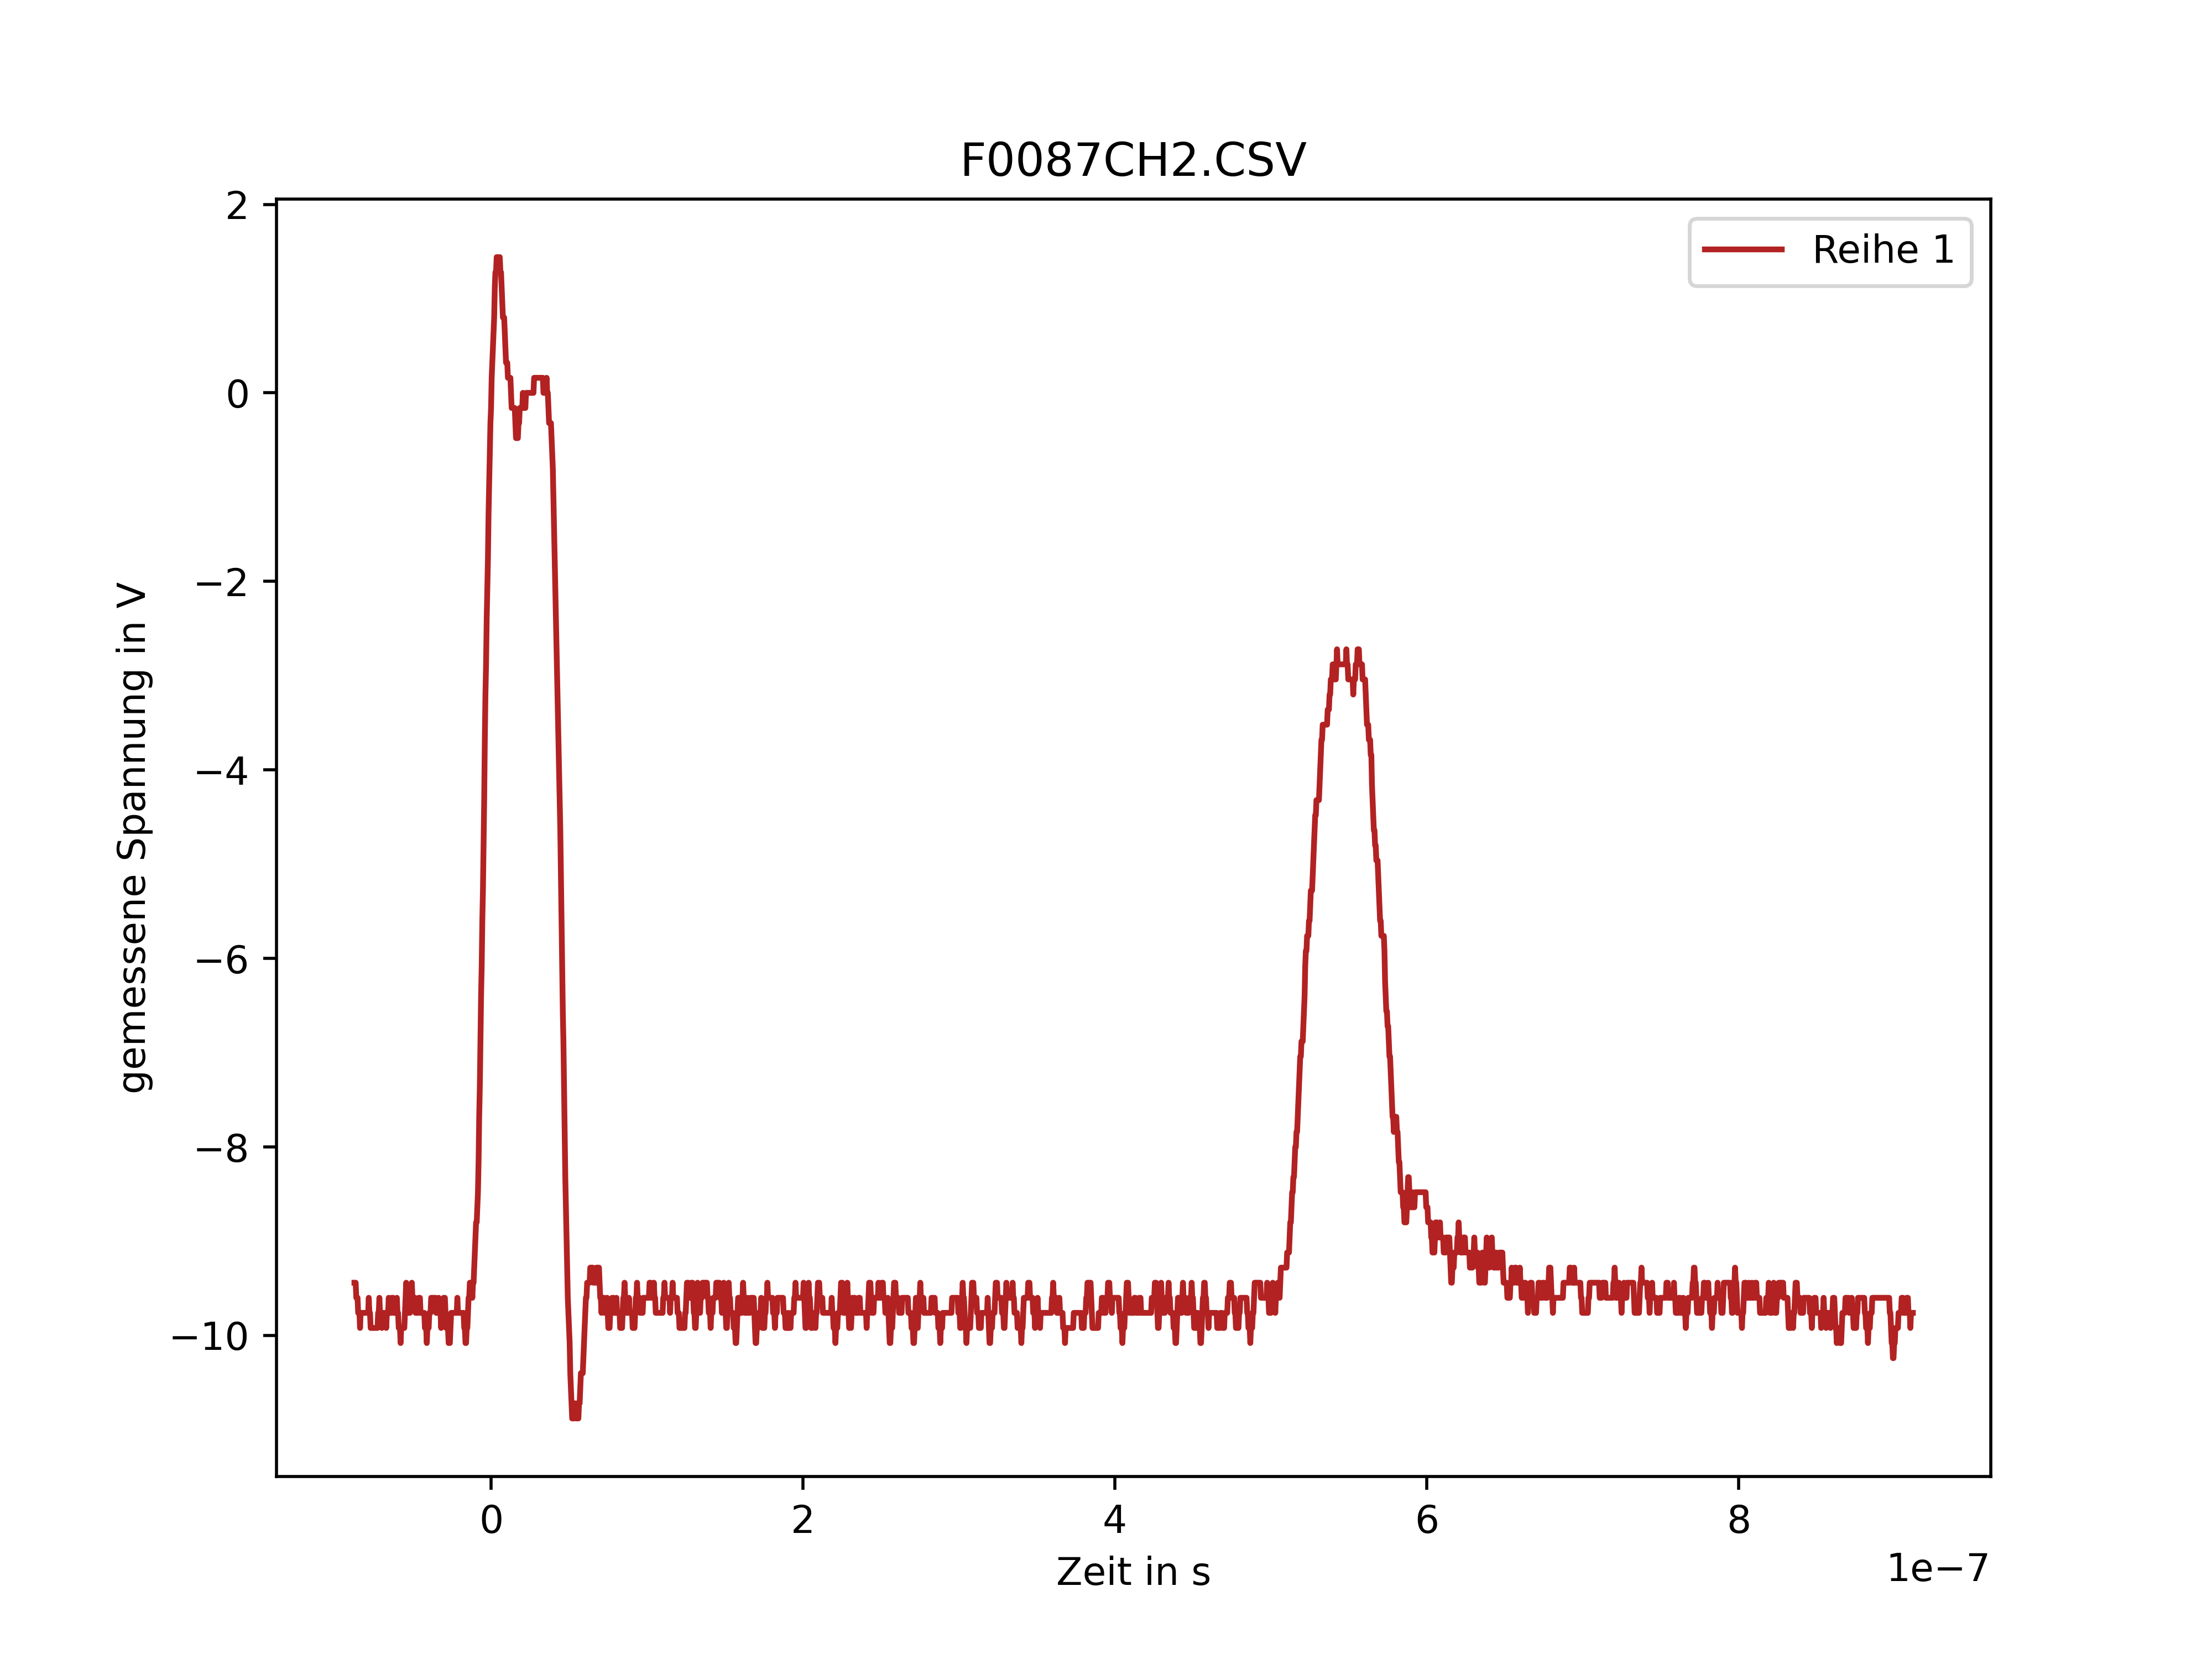 F0087CH2.CSV
Reihe 1
gemessene Spannung in V
2
0
−2
−4
−6
−8
−10
0 2 4 6 8
Zeit in s
1e−7